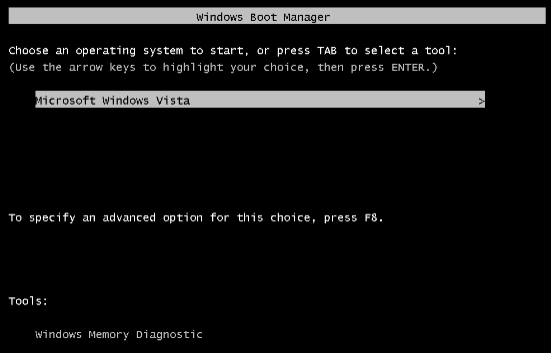 Windows Boot Manager
Choose an operating system to start, or press TAB to select a tool:
(Use the arrow keys to highlight your choice, then press ENTER.)
Microsoft Windows Vista >
To specify an advanced option for this choice, press F8.
Tools:
Windows Memory Diagnostic